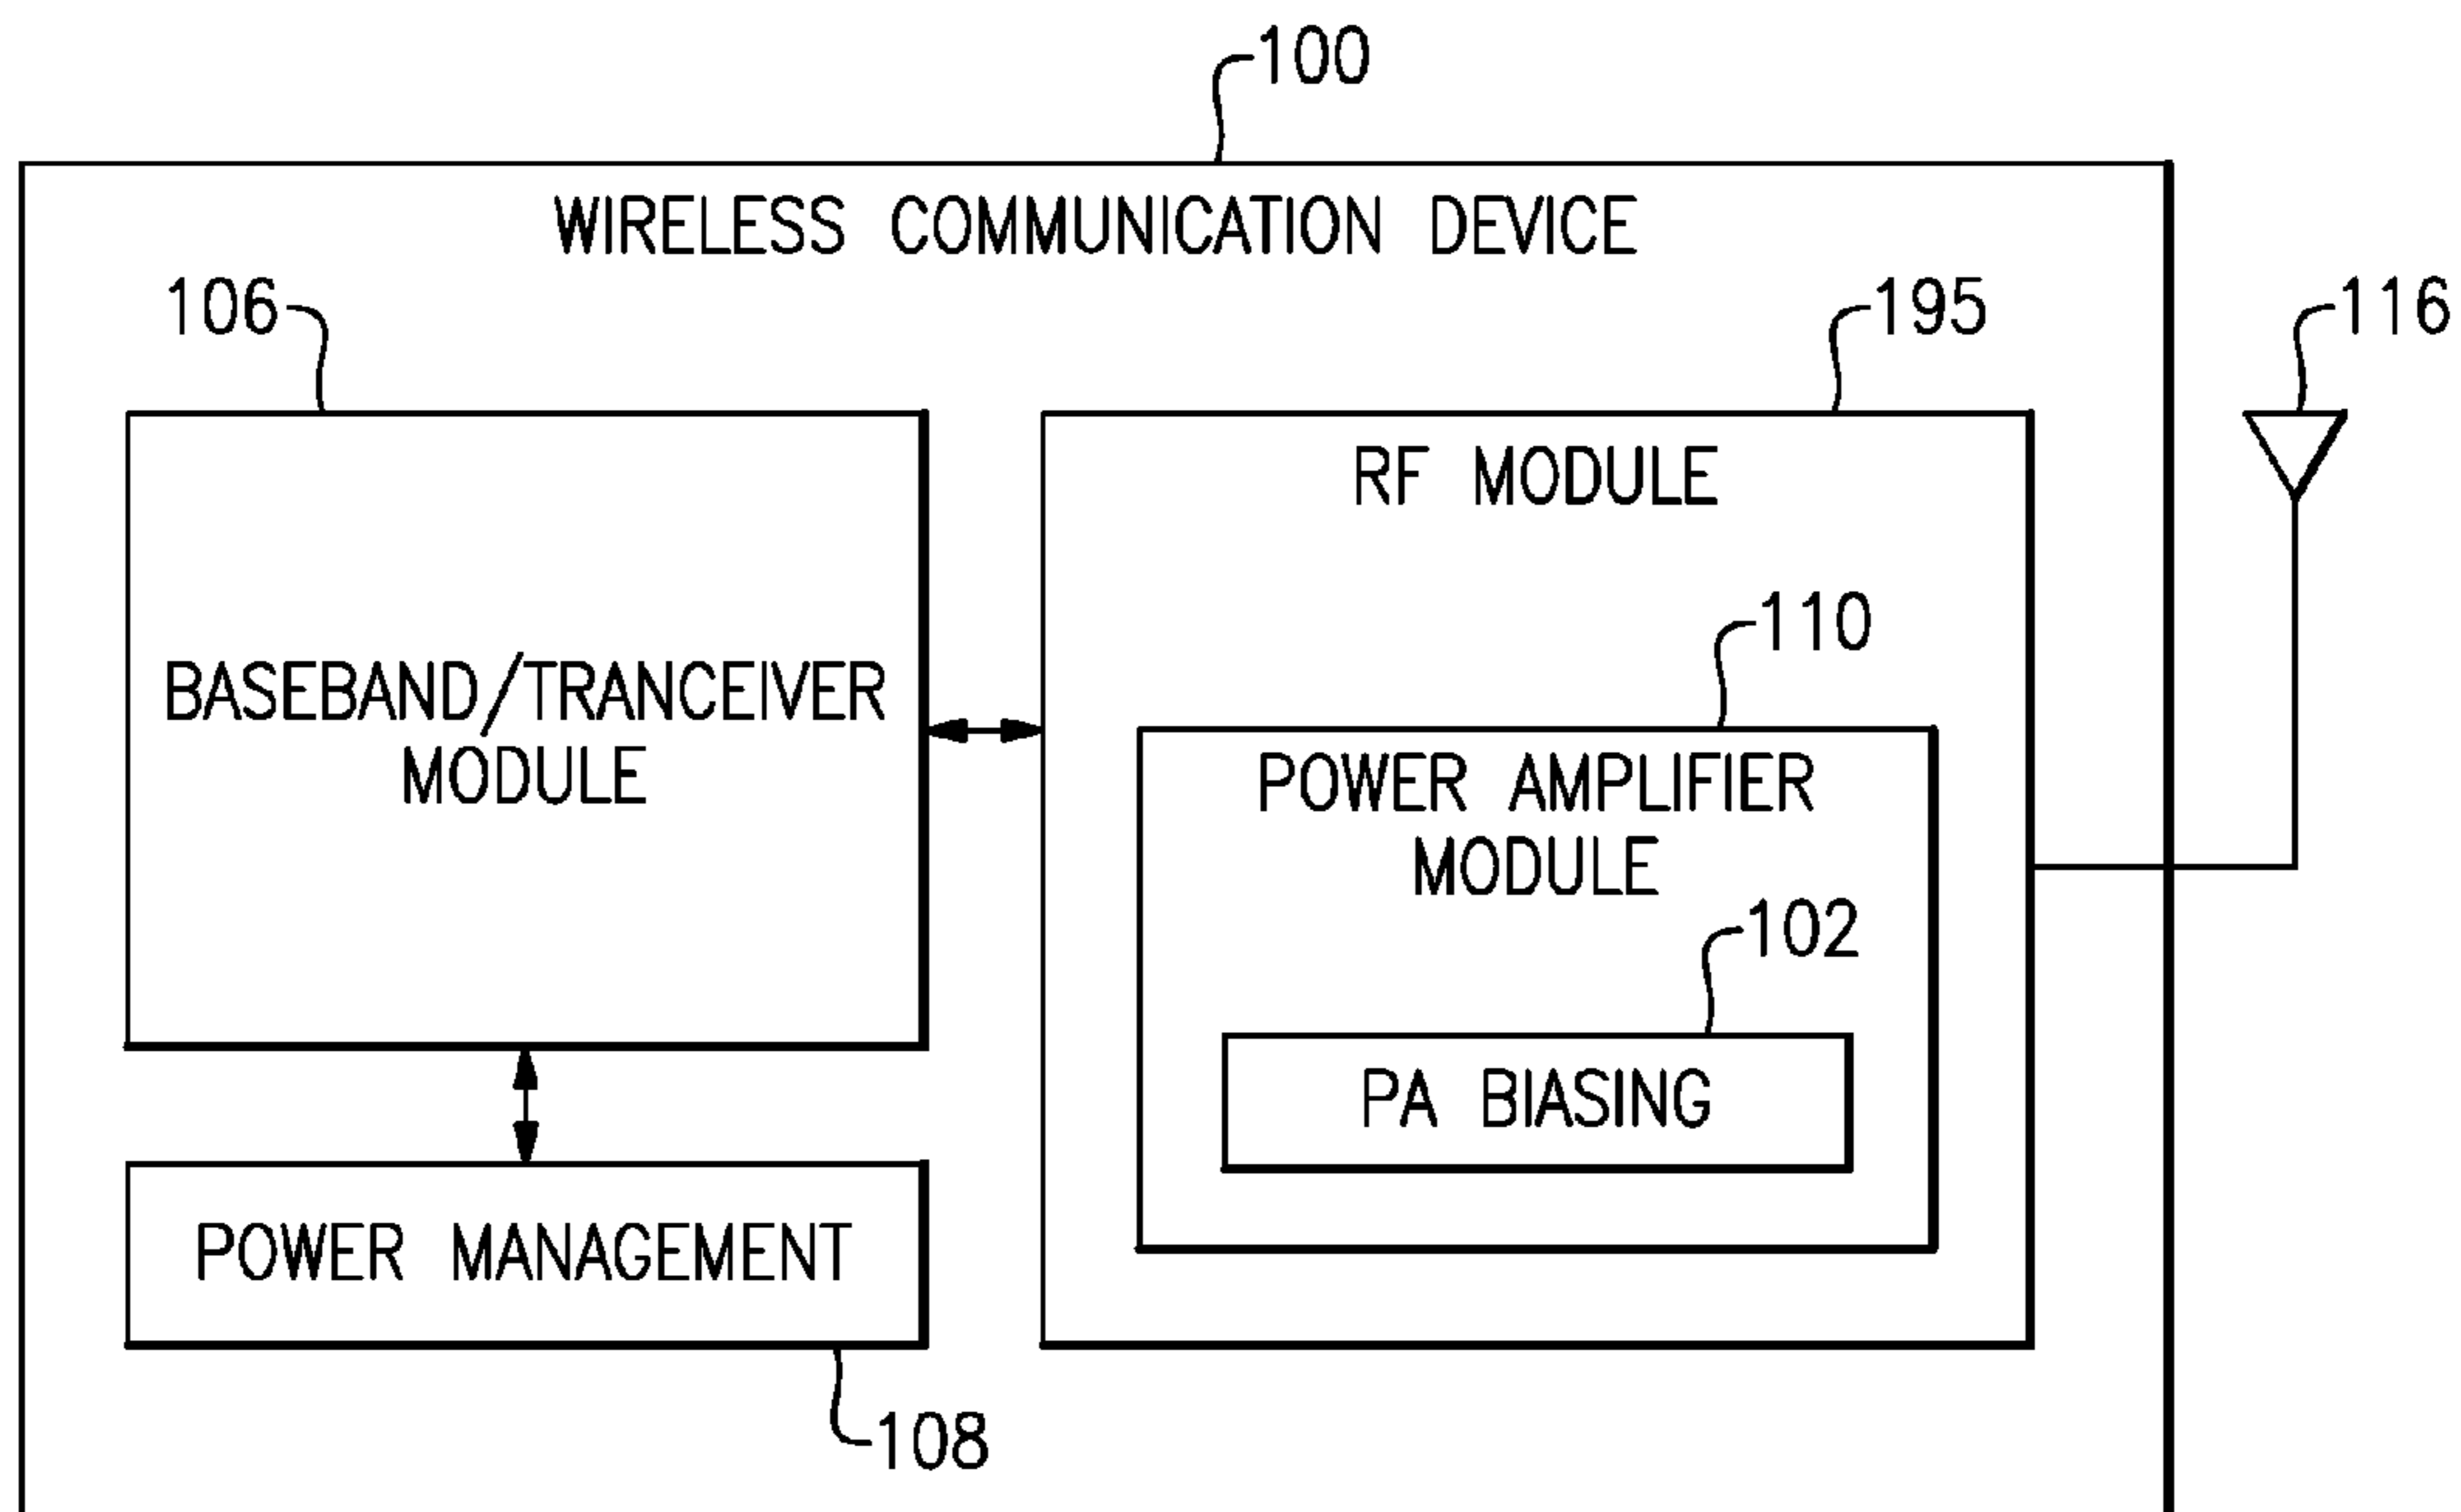 100
WIRELESS COMMUNICATION DEVICE
106
195
116
RF MODULE
110
BASEBAND/TRANCEIVER
MODULE
POWER AMPLIFIER
MODULE
102
PA BIASING
POWER MANAGEMENT
108